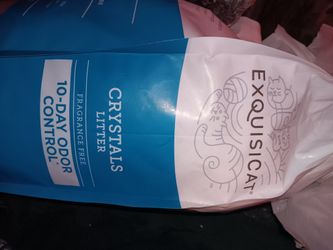 EXQUISICAT
CRYSTALS
LITTER
FRAGRANCE FREE
10-DAY ODOR
CONTROL*